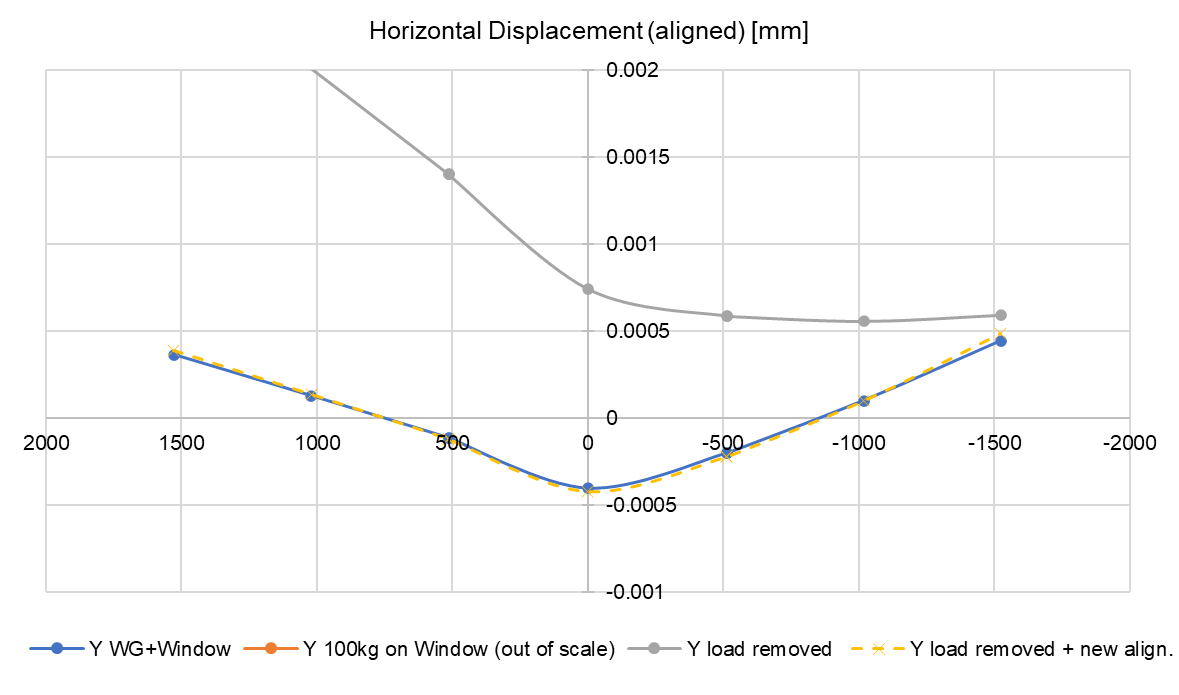 Horizontal Displacement (aligned) [mm]
0.002
0.0015
0.001
0.0005
0
2000 1500 1000 500 0 -500 -1000 -1500 -2000
-0.0005
-0.001
Y WG+Window Y 100kg on Window (out of scale) Y load removed Y load removed + new align.